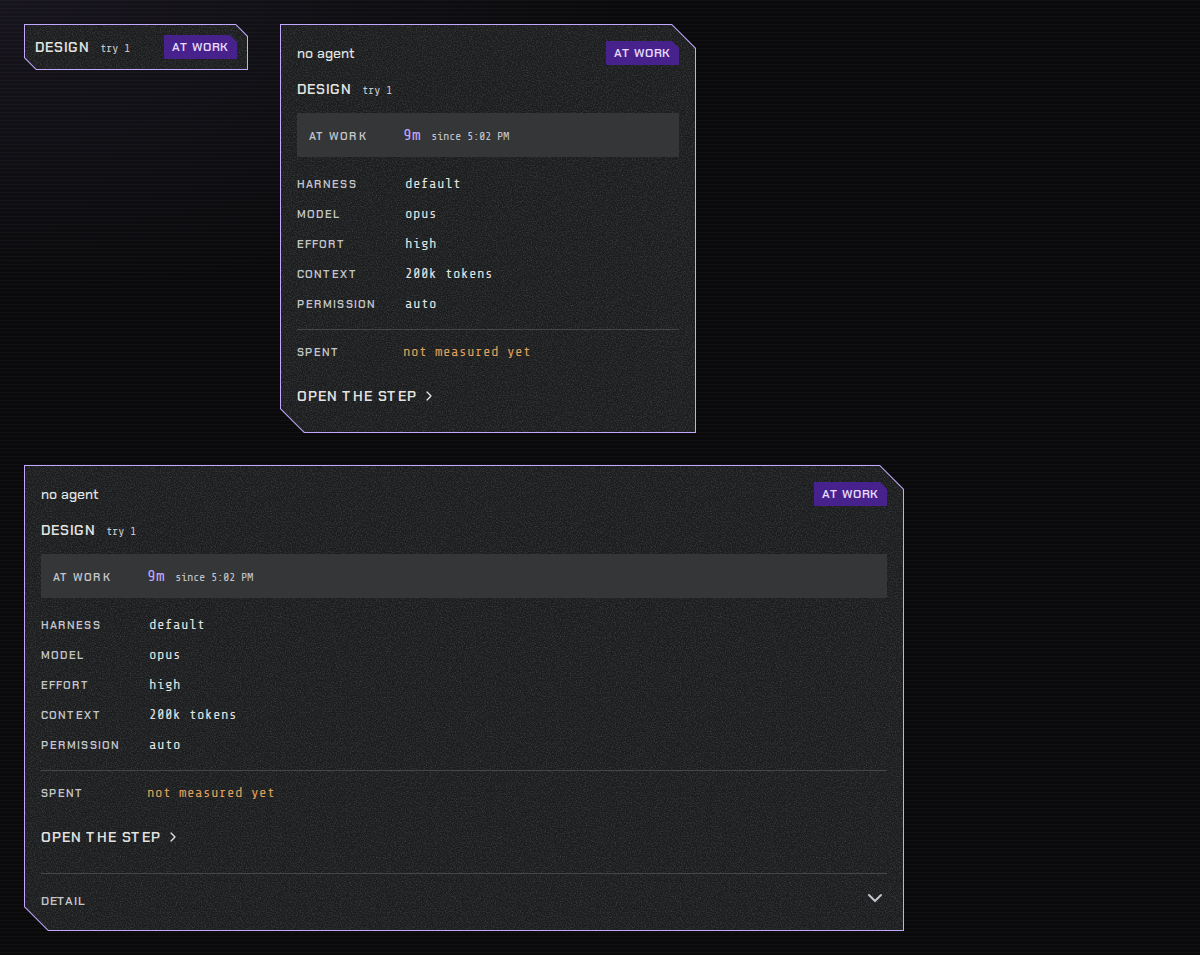 DESIGN try 1 AT WORK
no agent AT WORK
DESIGN try 1
AT WORK 9m since 5:02 PM
HARNESS default
MODEL opus
EFFORT high
CONTEXT 200k tokens
PERMISSION auto
SPENT not measured yet
OPEN THE STEP
no agent AT WORK
DESIGN try 1
AT WORK 9m since 5:02 PM
HARNESS default
MODEL opus
EFFORT high
CONTEXT 200k tokens
PERMISSION auto
SPENT not measured yet
OPEN THE STEP
DETAIL